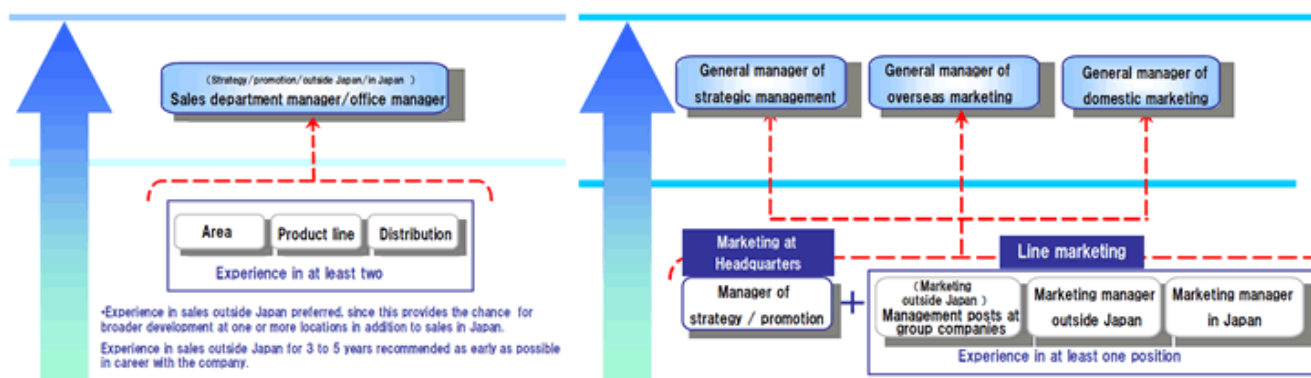 （Strategy/promotion/outside Japan/in Japan ）
Sales department manager/office manager
Area
Product line
Distribution
Experience in at least two
•Experience in sales outside Japan preferred, since this provides the chance for
broader development at one or more locations in addition to sales in Japan.
Experience in sales outside Japan for 3 to 5 years recommended as early as possible
in career with the company.
General manager of
strategic management
General manager of
overseas marketing
General manager of
domestic marketing
Marketing at
Headquarters
Line marketing
Manager of
strategy / promotion
+
（Marketing
outside Japan）
Management posts at
group companies
Marketing manager
outside Japan
Marketing manager
in Japan
Experience in at least one position